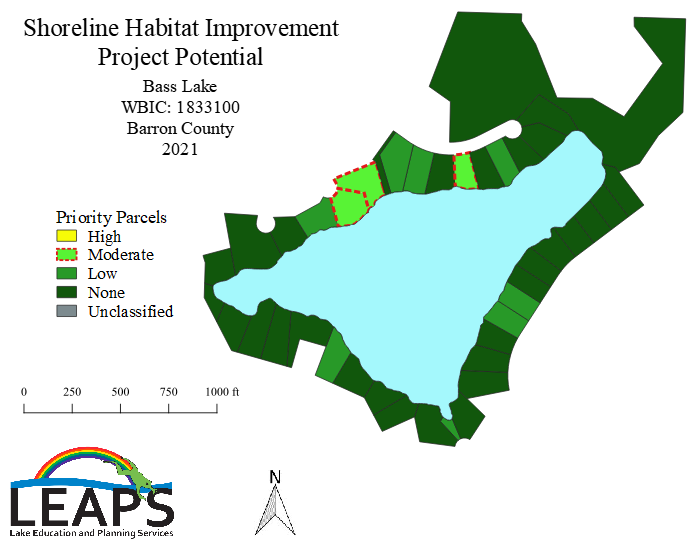 Shoreline Habitat Improvement
Project Potential
Bass Lake
WBIC: 1833100
Barron County
2021
Priority Parcels
High
Moderate
Low
None
Unclassified
0 250 500 750 1000 ft
N
LEAPS
Lake Education and Planning Services